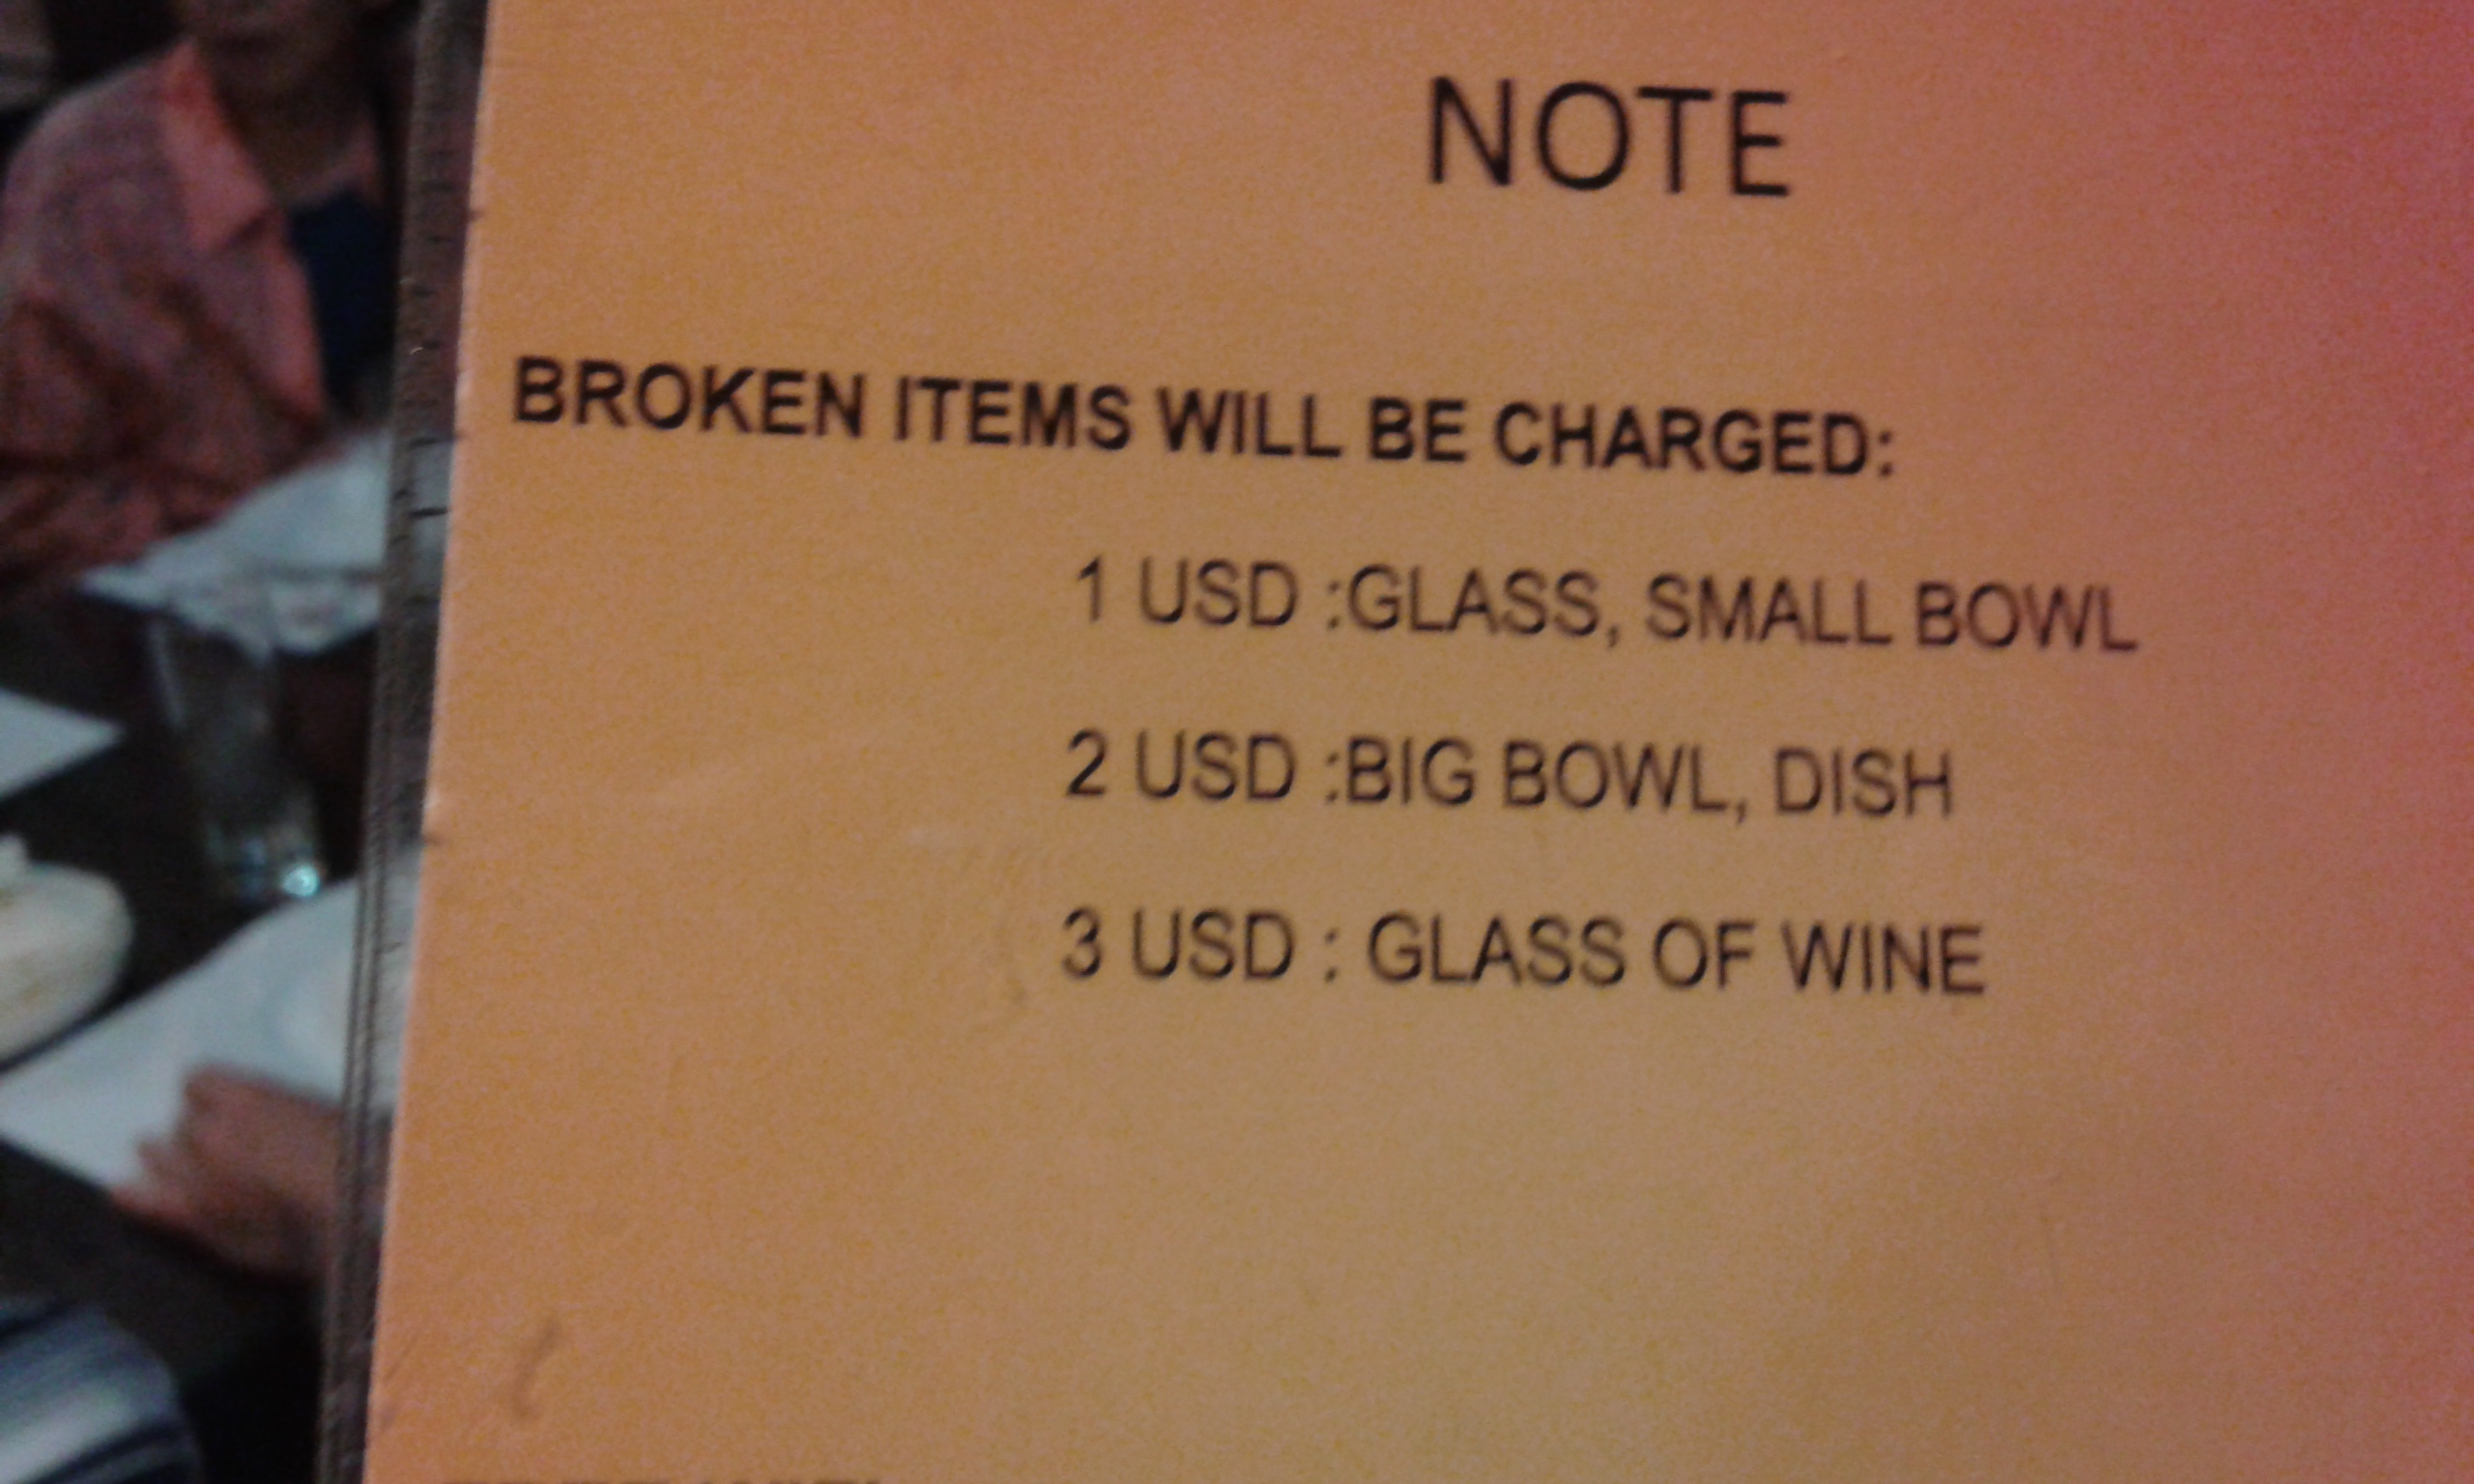 NOTE
BROKEN ITEMS WILL BE CHARGED:
1 USD :GLASS, SMALL BOWL
2 USD :BIG BOWL, DISH
3 USD : GLASS OF WINE